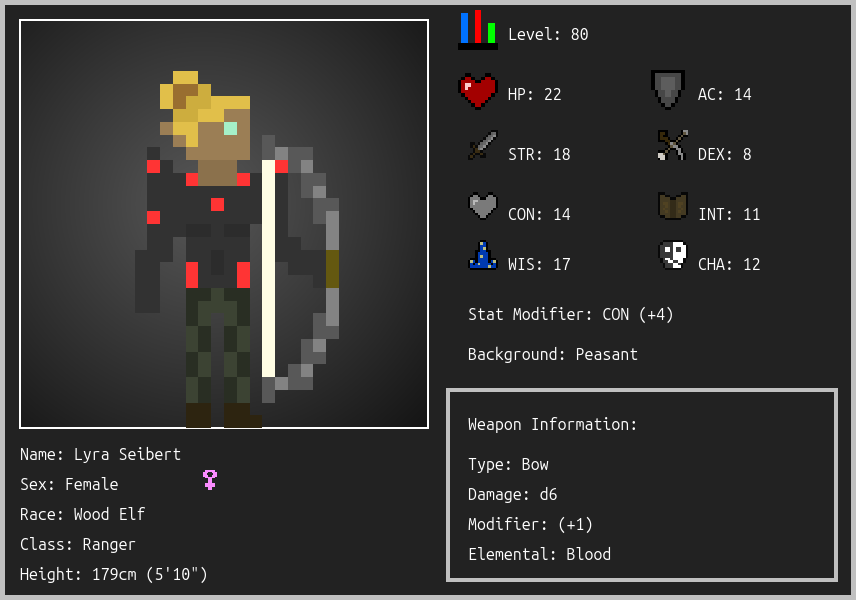 Level: 80
HP: 22
AC: 14
STR: 18
DEX: 8
CON: 14
INT: 11
WIS: 17
CHA: 12
Stat Modifier: CON (+4)
Background: Peasant
Weapon Information:
Type: Bow
Damage: d6
Modifier: (+1)
Elemental: Blood
Name: Lyra Seibert
Sex: Female
Race: Wood Elf
Class: Ranger
Height: 179cm (5'10")